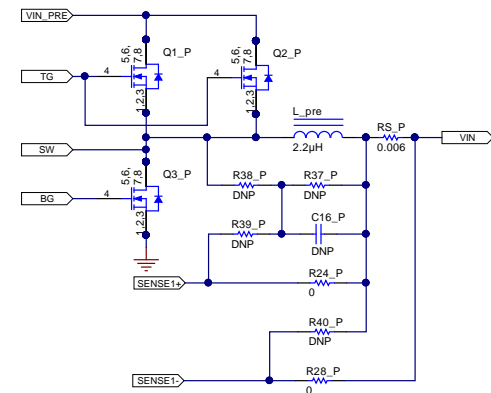 VIN_PRE
Q1_P
5,6,
7,8
Q2_P
5,6,
7,8
TG
4
4
1,2,3
1,2,3
L_pre
2.2µH
RS_P
0.006
VIN
SW
Q3_P
5,6,
7,8
BG
4
1,2,3
R38_P
DNP
R37_P
DNP
R39_P
DNP
C16_P
DNP
SENSE1+
R24_P
0
R40_P
DNP
SENSE1-
R28_P
0